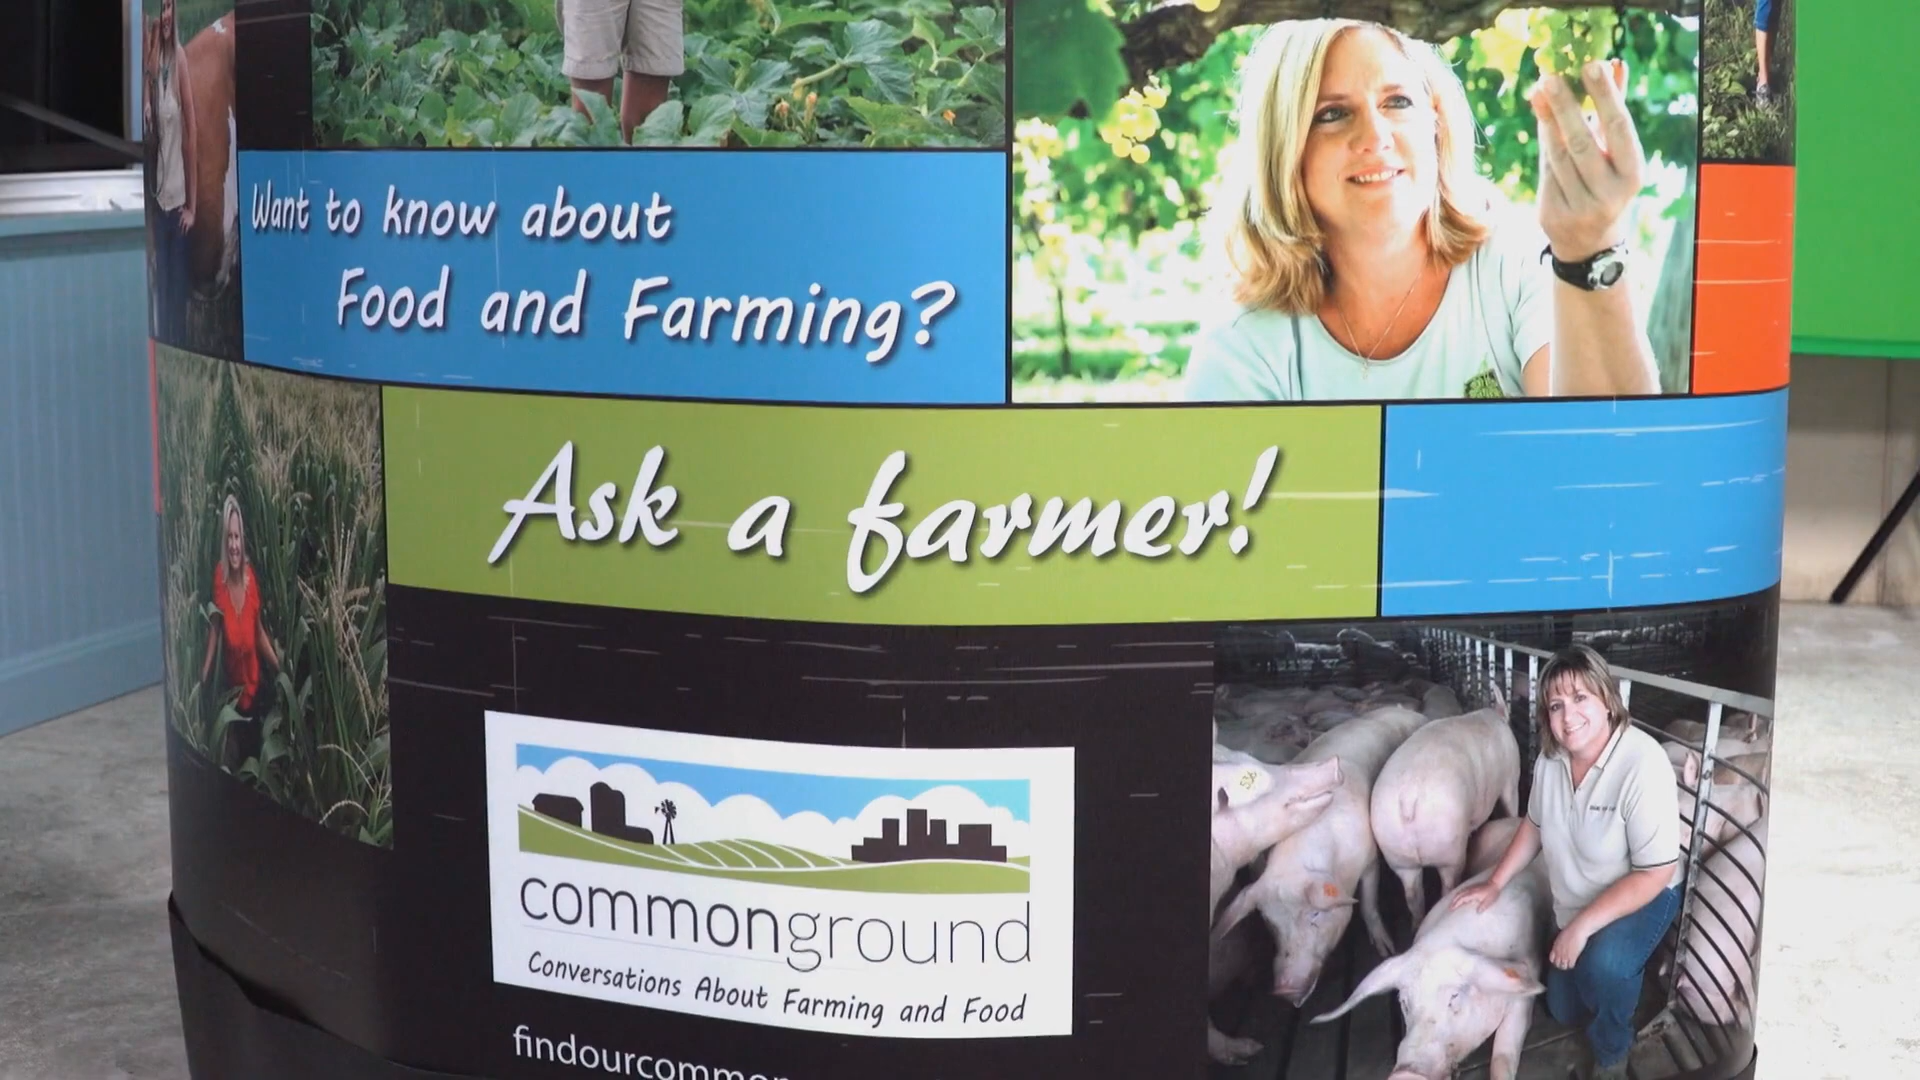 Want to know about
Food and Farming?
Ask a farmer!
commonground
Conversations About Farming and Food